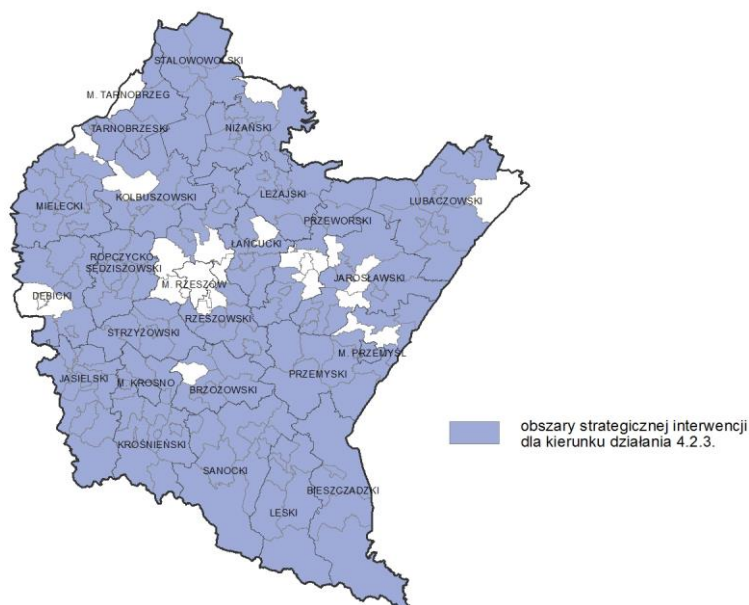 STALOWOWOLSKI
M. TARNOBRZEG
TARNOBRZESKI
NIŻAŃSKI
MIELECKI
KOLBUSZOWSKI
LEŻAJSKI
LUBACZOWSKI
PRZEWORSKI
ROPCZYCKO-
SĘDZISZOWSKI
ŁAŃCUCKI
M. RZESZÓW
JAROSŁAWSKI
DĘBICKI
RZESZOWSKI
STRZYŻOWSKI
M. PRZEMYŚL
JASIELSKI
M. KROSNO
BRZOZOWSKI
PRZEMYSKI
KROŚNIEŃSKI
SANOCKI
BIESZCZADZKI
LESKI
obszary strategicznej interwencji
dla kierunku działania 4.2.3.